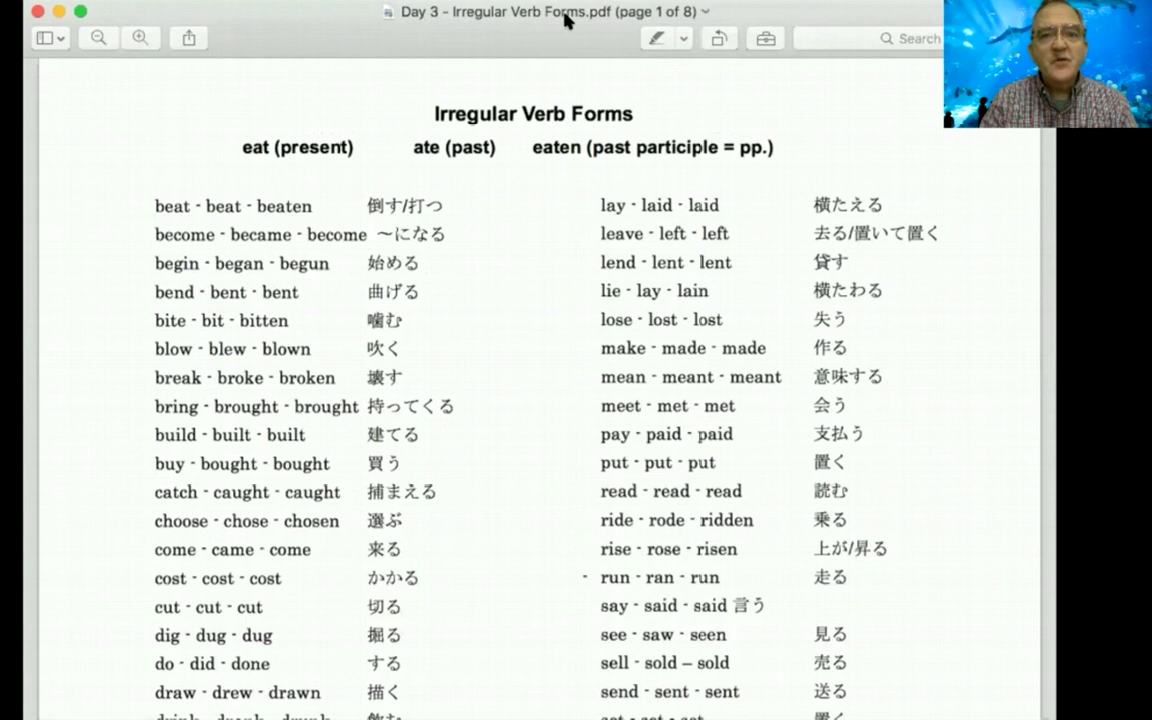 Day 3 - Irregular Verb Forms.pdf (page 1 of 8)
Search
Irregular Verb Forms
eat (present) ate (past) eaten (past participle = pp.)
beat - beat - beaten 倒す/打つ
become - became - become ～になる
begin - began - begun 始める
bend - bent - bent 曲げる
bite - bit - bitten 噛む
blow - blew - blown 吹く
break - broke - broken 壊す
bring - brought - brought 持ってくる
build - built - built 建てる
buy - bought - bought 買う
catch - caught - caught 捕まえる
choose - chose - chosen 選ぶ
come - came - come 来る
cost - cost - cost かかる
cut - cut - cut 切る
dig - dug - dug 掘る
do - did - done する
draw - drew - drawn 描く
lay - laid - laid 横たえる
leave - left - left 去る/置いて置く
lend - lent - lent 貸す
lie - lay - lain 横たわる
lose - lost - lost 失う
make - made - made 作る
mean - meant - meant 意味する
meet - met - met 会う
pay - paid - paid 支払う
put - put - put 置く
read - read - read 読む
ride - rode - ridden 乗る
rise - rose - risen 上が/昇る
- run - ran - run 走る
say - said - said 言う
see - saw - seen 見る
sell - sold – sold 売る
send - sent - sent 送る